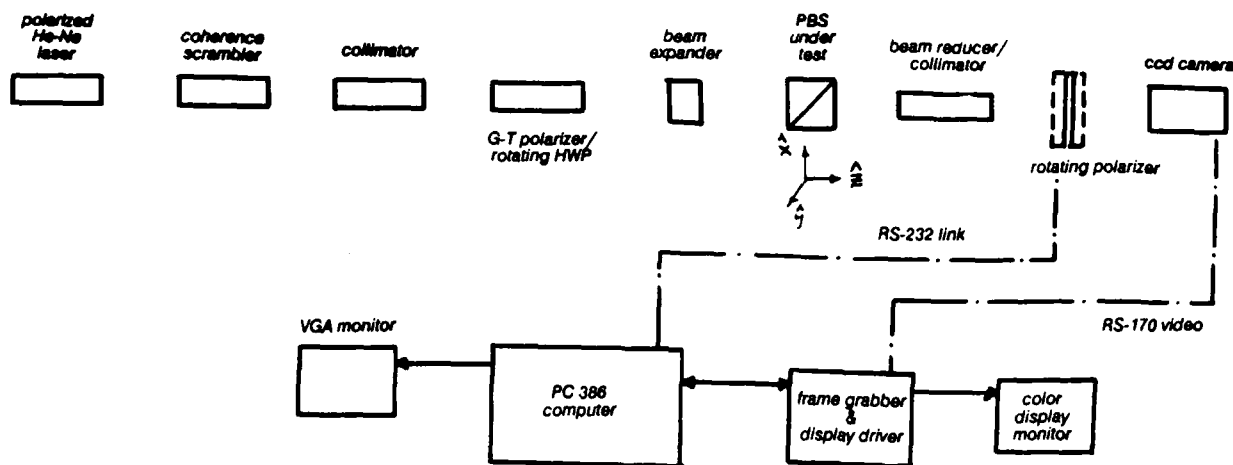 polarized
He-Ne
laser
coherence
scrambler
collimator
G-T polarizer/
rotating HWP
beam
expander
PBS
under
test
beam reducer/
collimator
rotating polarizer
ccd camera
x̂
ŷ
RS-232 link
RS-170 video
VGA monitor
PC 386
computer
frame grabber
&
display driver
color
display
monitor